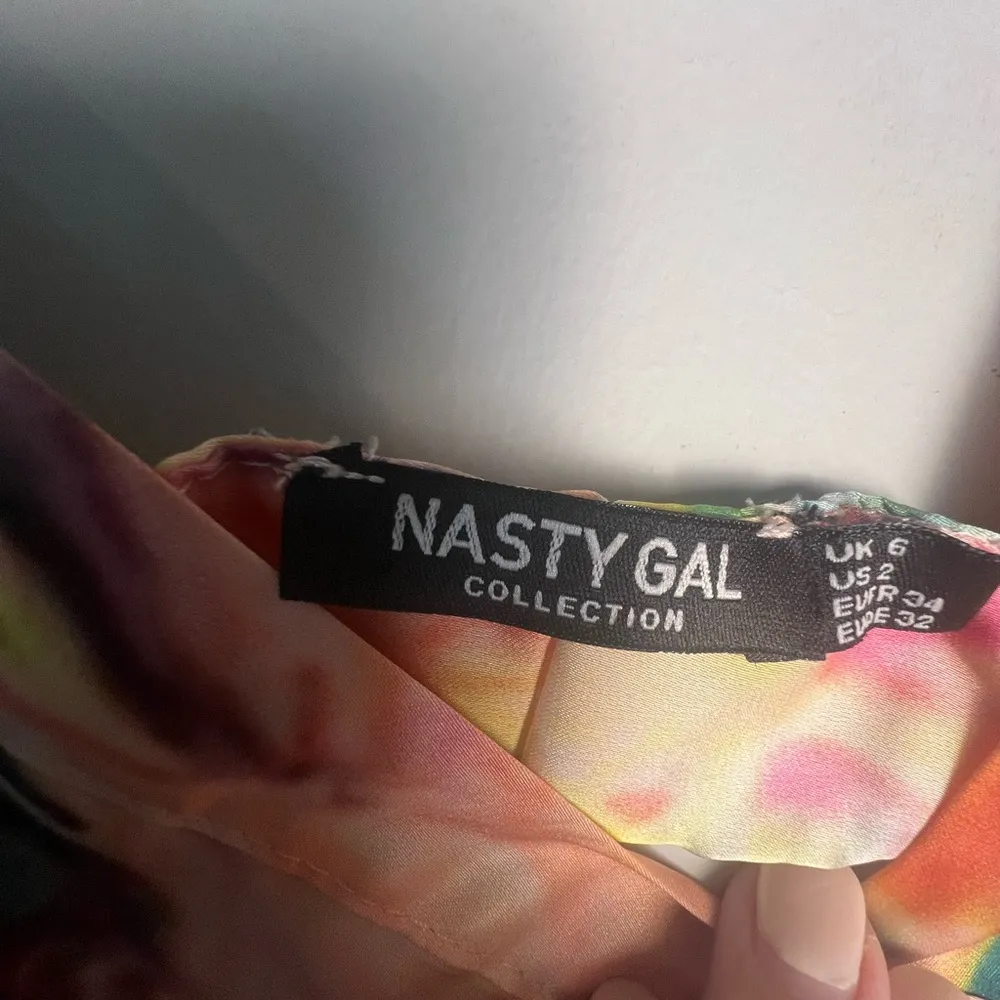 NASTY GAL
COLLECTION
UK 6
US 2
EU/FR 34
EU/DE 32